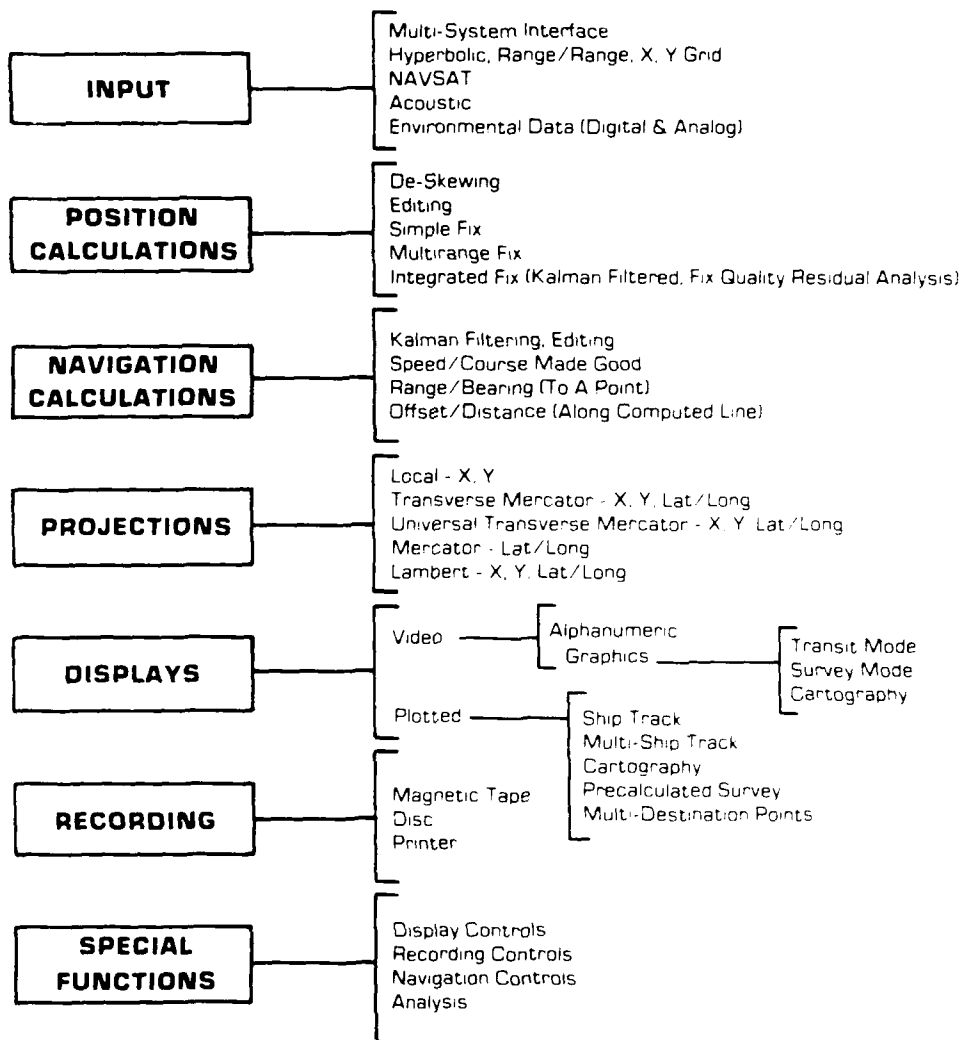 INPUT
Multi-System Interface
Hyperbolic, Range/Range, X, Y Grid
NAVSAT
Acoustic
Environmental Data (Digital & Analog)
POSITION
CALCULATIONS
De-Skewing
Editing
Simple Fix
Multirange Fix
Integrated Fix (Kalman Filtered, Fix Quality Residual Analysis)
NAVIGATION
CALCULATIONS
Kalman Filtering, Editing
Speed/Course Made Good
Range/Bearing (To A Point)
Offset/Distance (Along Computed Line)
PROJECTIONS
Local - X, Y
Transverse Mercator - X, Y, Lat/Long
Universal Transverse Mercator - X, Y, Lat/Long
Mercator - Lat/Long
Lambert - X, Y, Lat/Long
DISPLAYS
Video
Alphanumeric
Graphics
Transit Mode
Survey Mode
Cartography
Plotted
Ship Track
Multi-Ship Track
Cartography
Precalculated Survey
Multi-Destination Points
RECORDING
Magnetic Tape
Disc
Printer
SPECIAL
FUNCTIONS
Display Controls
Recording Controls
Navigation Controls
Analysis